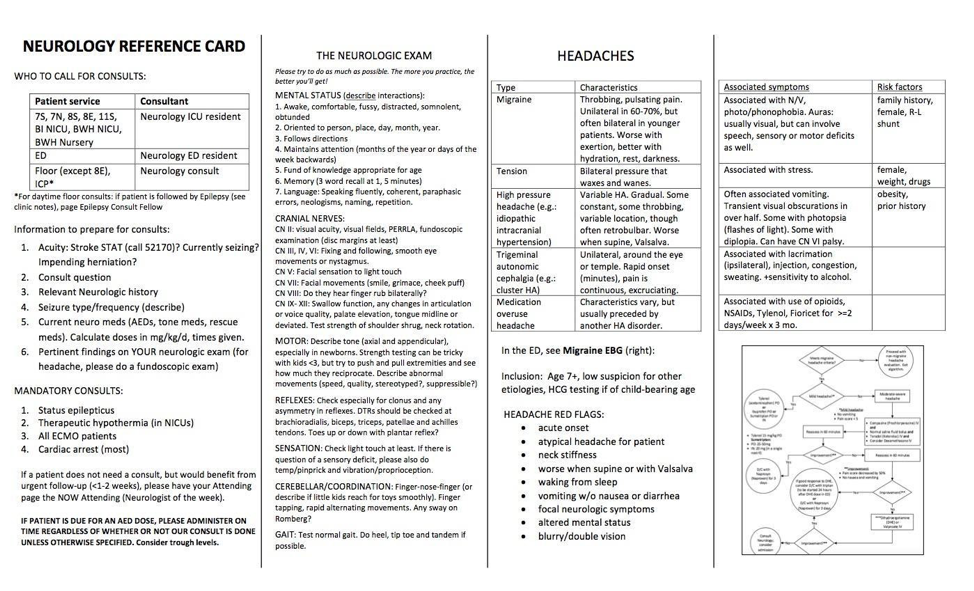 NEUROLOGY REFERENCE CARD
WHO TO CALL FOR CONSULTS:
Patient service Consultant
7S, 7N, 8S, 8E, 11S, Neurology ICU resident
BI NICU, BWH NICU,
BWH Nursery
ED Neurology ED resident
Floor (except 8E), Neurology consult
ICP*
*For daytime floor consults: if patient is followed by Epilepsy (see
clinic notes), page Epilepsy Consult Fellow
Information to prepare for consults:
1. Acuity: Stroke STAT (call 52170)? Currently seizing?
Impending herniation?
2. Consult question
3. Relevant Neurologic history
4. Seizure type/frequency (describe)
5. Current neuro meds (AEDs, tone meds, rescue
meds). Calculate doses in mg/kg/d, times given.
6. Pertinent findings on YOUR neurologic exam (for
headache, please do a fundoscopic exam)
MANDATORY CONSULTS:
1. Status epilepticus
2. Therapeutic hypothermia (in NICUs)
3. All ECMO patients
4. Cardiac arrest (most)
If a patient does not need a consult, but would benefit from
urgent follow-up (<1-2 weeks), please have your Attending
page the NOW Attending (Neurologist of the week).
IF PATIENT IS DUE FOR AN AED DOSE, PLEASE ADMINISTER ON
TIME REGARDLESS OF WHETHER OR NOT OUR CONSULT IS DONE
UNLESS OTHERWISE SPECIFIED. Consider trough levels.
THE NEUROLOGIC EXAM
Please try to do as much as possible. The more you practice, the
better you'll get!
MENTAL STATUS (describe interactions):
1. Awake, comfortable, fussy, distracted, somnolent,
obtunded
2. Oriented to person, place, day, month, year.
3. Follows directions
4. Maintains attention (months of the year or days of the
week backwards)
5. Fund of knowledge appropriate for age
6. Memory (3 word recall at 1, 5 minutes)
7. Language: Speaking fluently, coherent, paraphasic
errors, neologisms, naming, repetition.
CRANIAL NERVES:
CN II: visual acuity, visual fields, PERRLA, fundoscopic
examination (disc margins at least)
CN III, IV, VI: Fixing and following, smooth eye
movements or nystagmus.
CN V: Facial sensation to light touch
CN VII: Facial movements (smile, grimace, cheek puff)
CN VIII: Do they hear finger rub bilaterally?
CN IX- XII: Swallow function, any changes in articulation
or voice quality, palate elevation, tongue midline or
deviated. Test strength of shoulder shrug, neck rotation.
MOTOR: Describe tone (axial and appendicular),
especially in newborns. Strength testing can be tricky
with kids <3, but try to push and pull extremities and see
how much they reciprocate. Describe abnormal
movements (speed, quality, stereotyped?, suppressible?)
REFLEXES: Check especially for clonus and any
asymmetry in reflexes. DTRs should be checked at
brachioradialis, biceps, triceps, patellae and achilles
tendons. Toes up or down with plantar reflex?
SENSATION: Check light touch at least. If there is
question of a sensory deficit, please also do
temp/pinprick and vibration/proprioception.
CEREBELLAR/COORDINATION: Finger-nose-finger (or
describe if little kids reach for toys smoothly). Finger
tapping, rapid alternating movements. Any sway on
Romberg?
GAIT: Test normal gait. Do heel, tip toe and tandem if
possible.
HEADACHES
Type Characteristics
Migraine Throbbing, pulsating pain.
Unilateral in 60-70%, but
often bilateral in younger
patients. Worse with
exertion, better with
hydration, rest, darkness.
Tension Bilateral pressure that
waxes and wanes.
High pressure Variable HA. Gradual. Some
headache (e.g.: constant, some throbbing,
idiopathic variable location, though
intracranial often retrobulbar. Worse
hypertension) when supine, Valsalva.
Trigeminal Unilateral, around the eye
autonomic or temple. Rapid onset
cephalgia (e.g.: (minutes), pain is
cluster HA) continuous, excruciating.
Medication Characteristics vary, but
overuse usually preceded by
headache another HA disorder.
In the ED, see Migraine EBG (right):
Inclusion: Age 7+, low suspicion for other
etiologies, HCG testing if of child-bearing age
HEADACHE RED FLAGS:
• acute onset
• atypical headache for patient
• neck stiffness
• worse when supine or with Valsalva
• waking from sleep
• vomiting w/o nausea or diarrhea
• focal neurologic symptoms
• altered mental status
• blurry/double vision
Associated symptoms Risk factors
Associated with N/V, family history,
photo/phonophobia. Auras: female, R-L
usually visual, but can involve shunt
speech, sensory or motor deficits
as well.
Associated with stress. female,
weight, drugs
Often associated vomiting. obesity,
Transient visual obscurations in prior history
over half. Some with photopsia
(flashes of light). Some with
diplopia. Can have CN VI palsy.
Associated with lacrimation
(ipsilateral), injection, congestion,
sweating. +sensitivity to alcohol.
Associated with use of opioids,
NSAIDs, Tylenol, Fioricet for >=2
days/week x 3 mo.